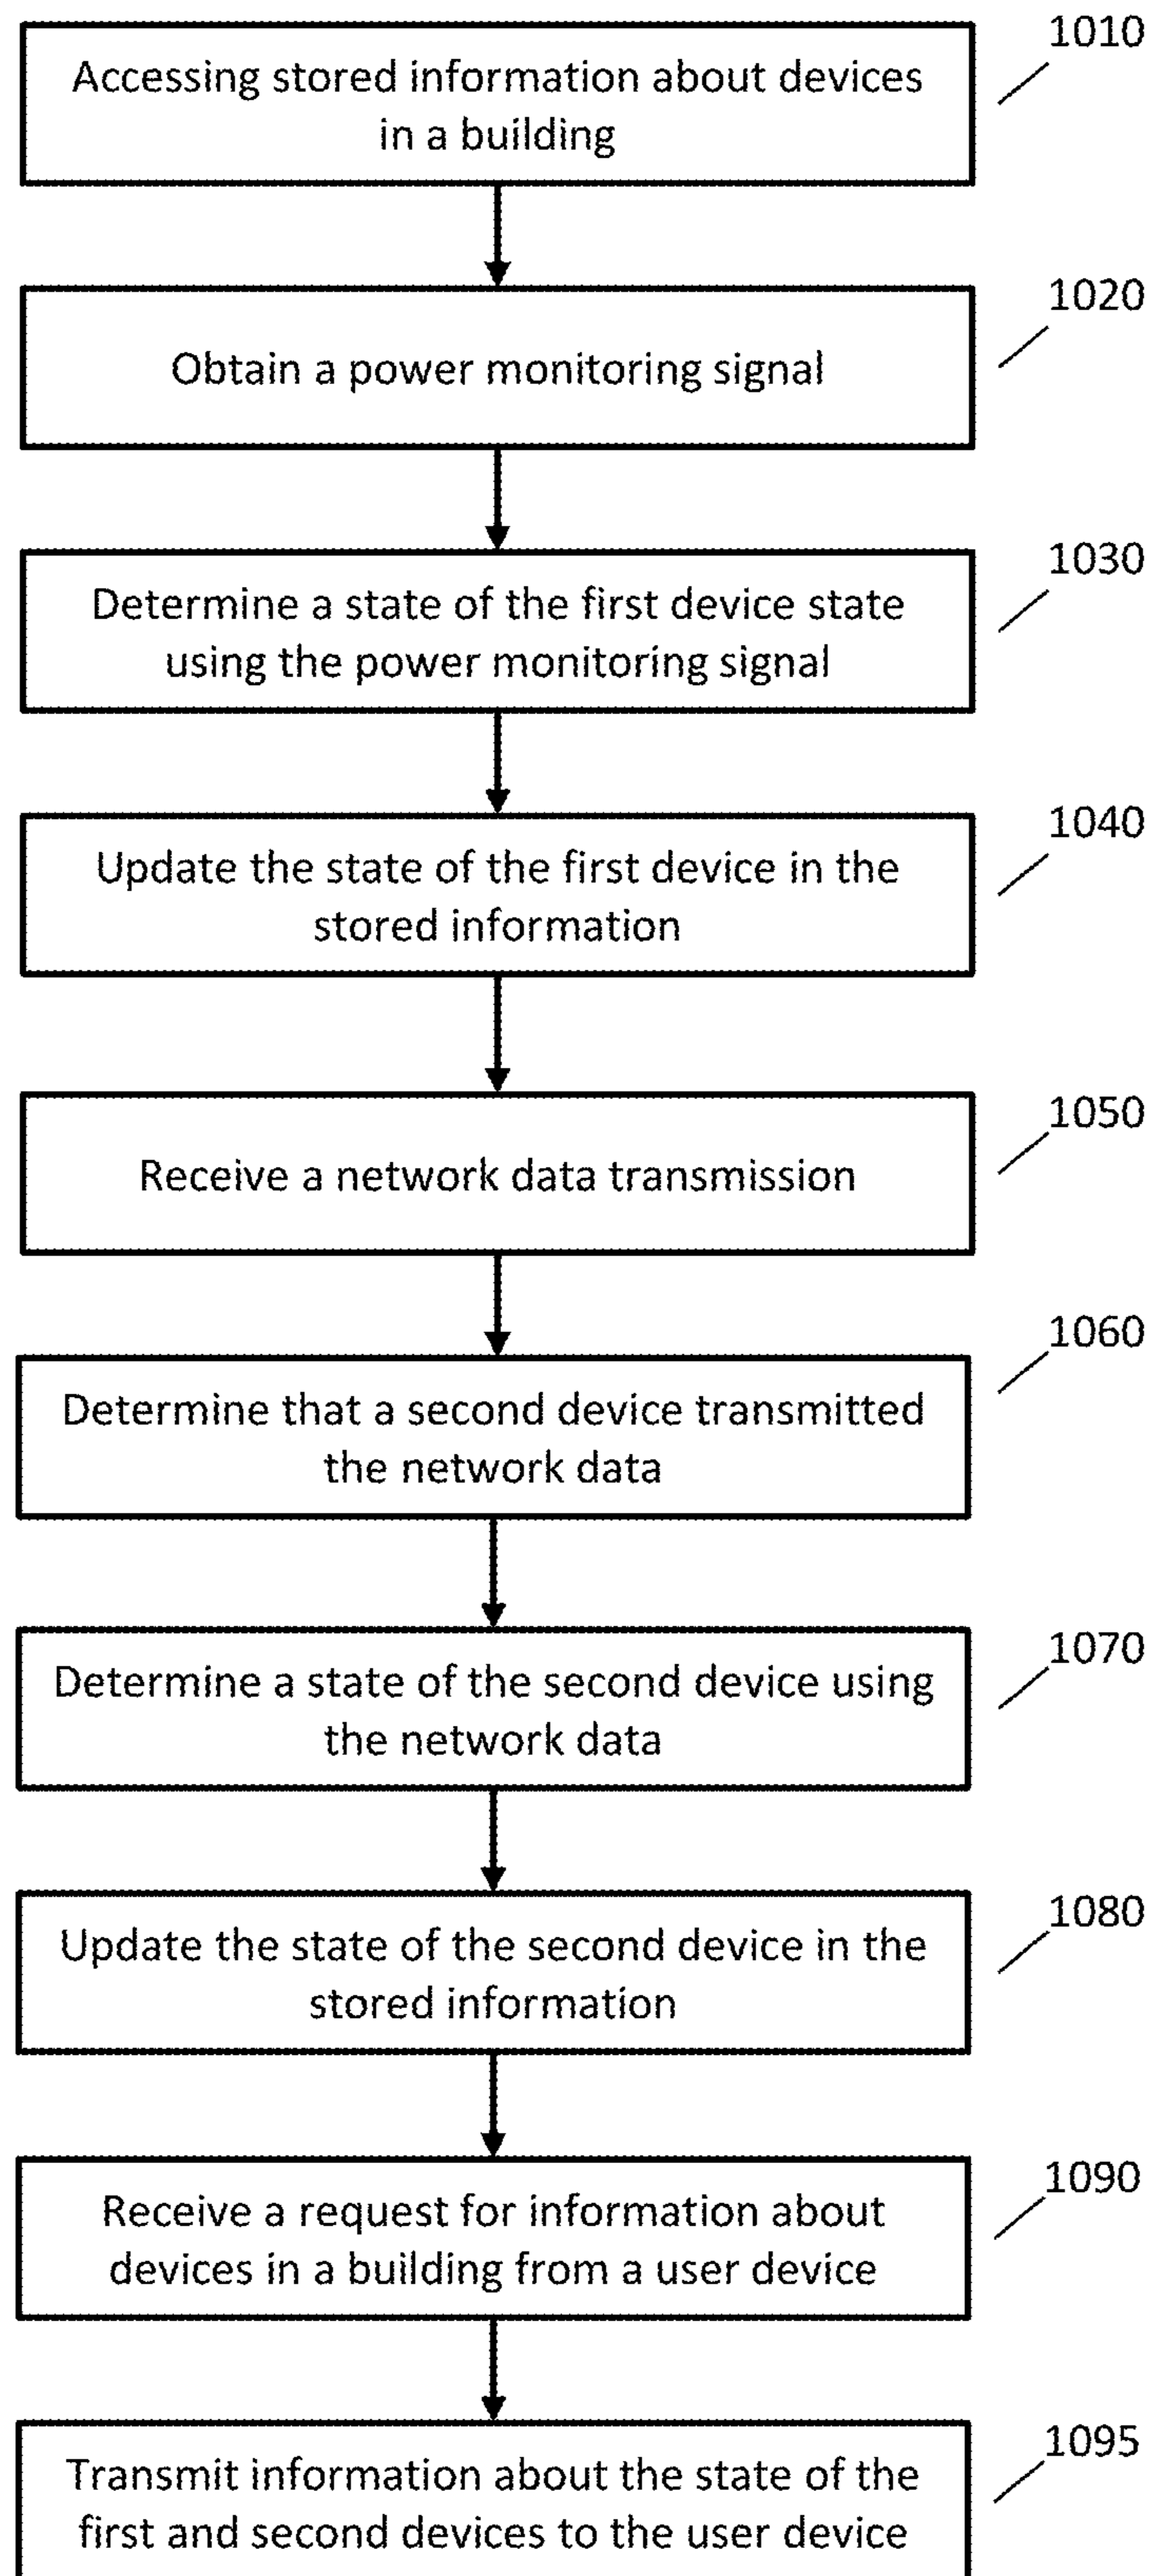 1010
Accessing stored information about devices
in a building
1020
Obtain a power monitoring signal
1030
Determine a state of the first device state
using the power monitoring signal
1040
Update the state of the first device in the
stored information
1050
Receive a network data transmission
1060
Determine that a second device transmitted
the network data
1070
Determine a state of the second device using
the network data
1080
Update the state of the second device in the
stored information
1090
Receive a request for information about
devices in a building from a user device
1095
Transmit information about the state of the
first and second devices to the user device